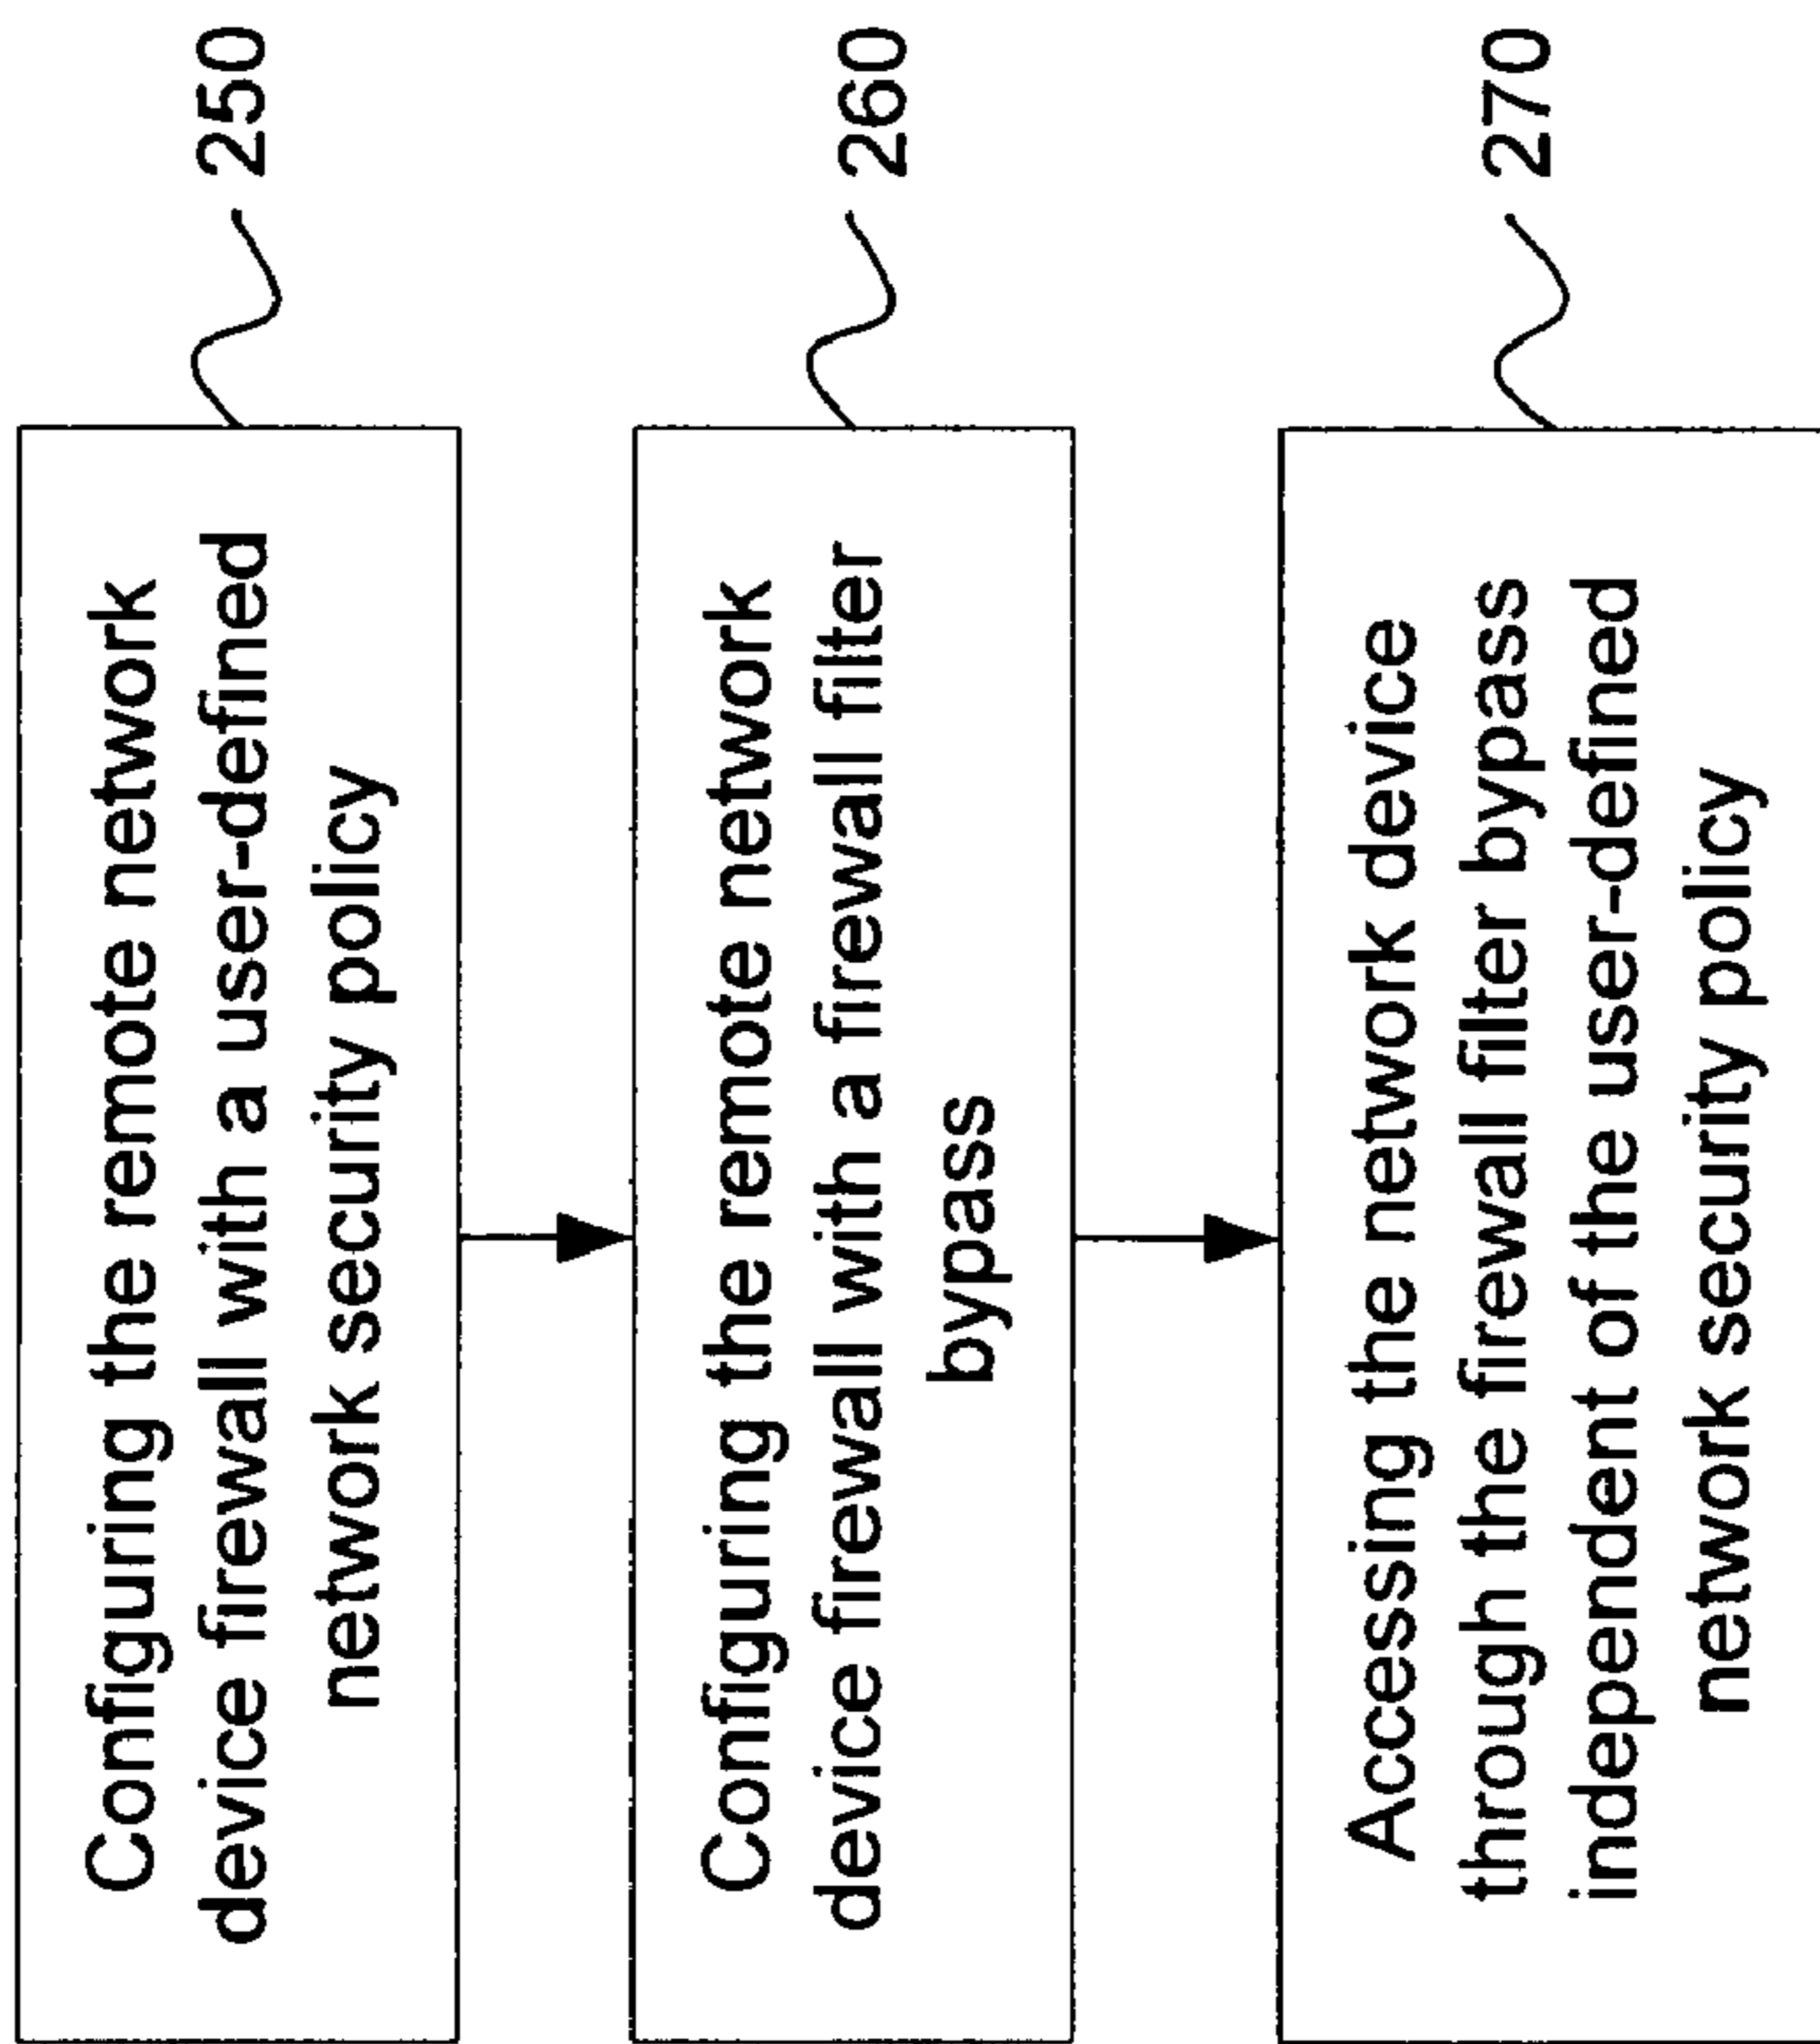 Configuring the remote network
device firewall with a user-defined
network security policy
250
Configuring the remote network
device firewall with a firewall filter
bypass
260
Accessing the network device
through the firewall filter bypass
independent of the user-defined
network security policy
270